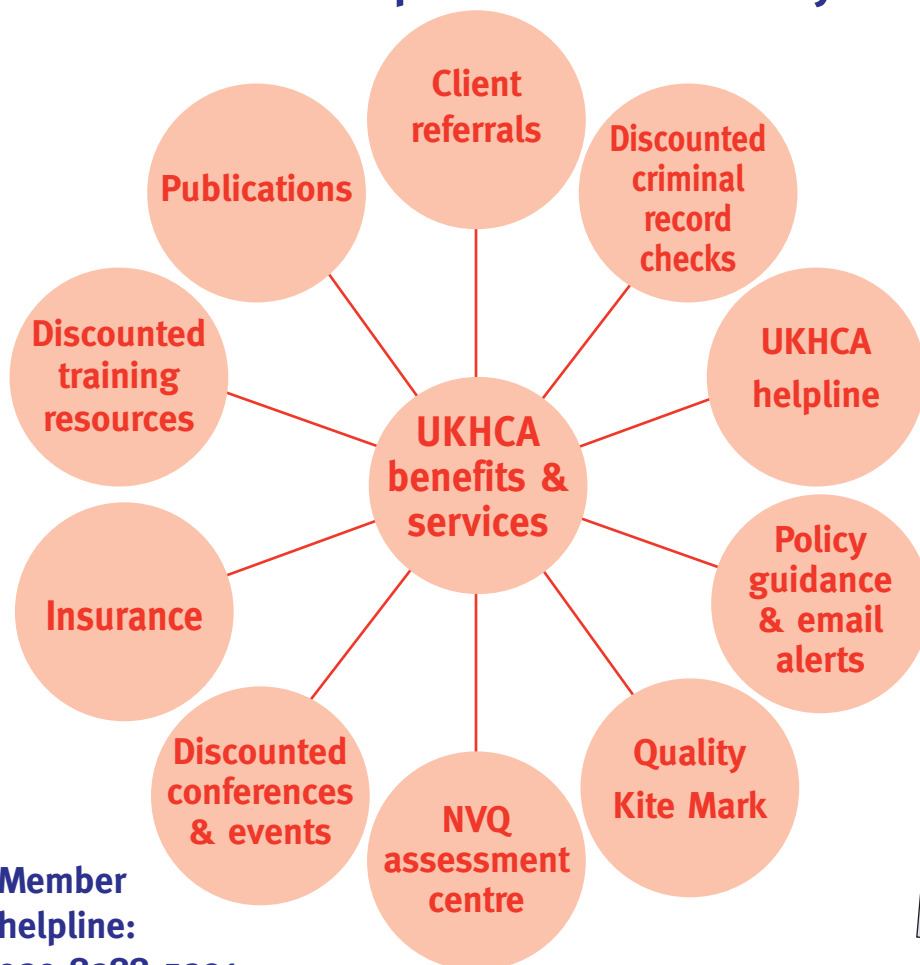 Client
referrals
Discounted
criminal
record
checks
UKHCA
helpline
Policy
guidance
& email
alerts
Quality
Kite Mark
NVQ
assessment
centre
Discounted
conferences
& events
Insurance
Discounted
training
resources
Publications
UKHCA
benefits &
services
Member
helpline: